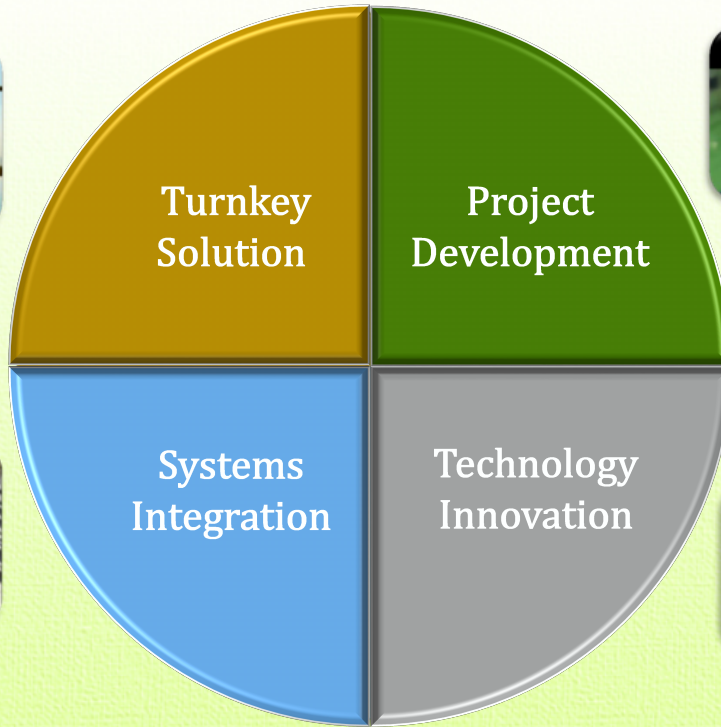 Turnkey
Solution
Project
Development
Systems
Integration
Technology
Innovation